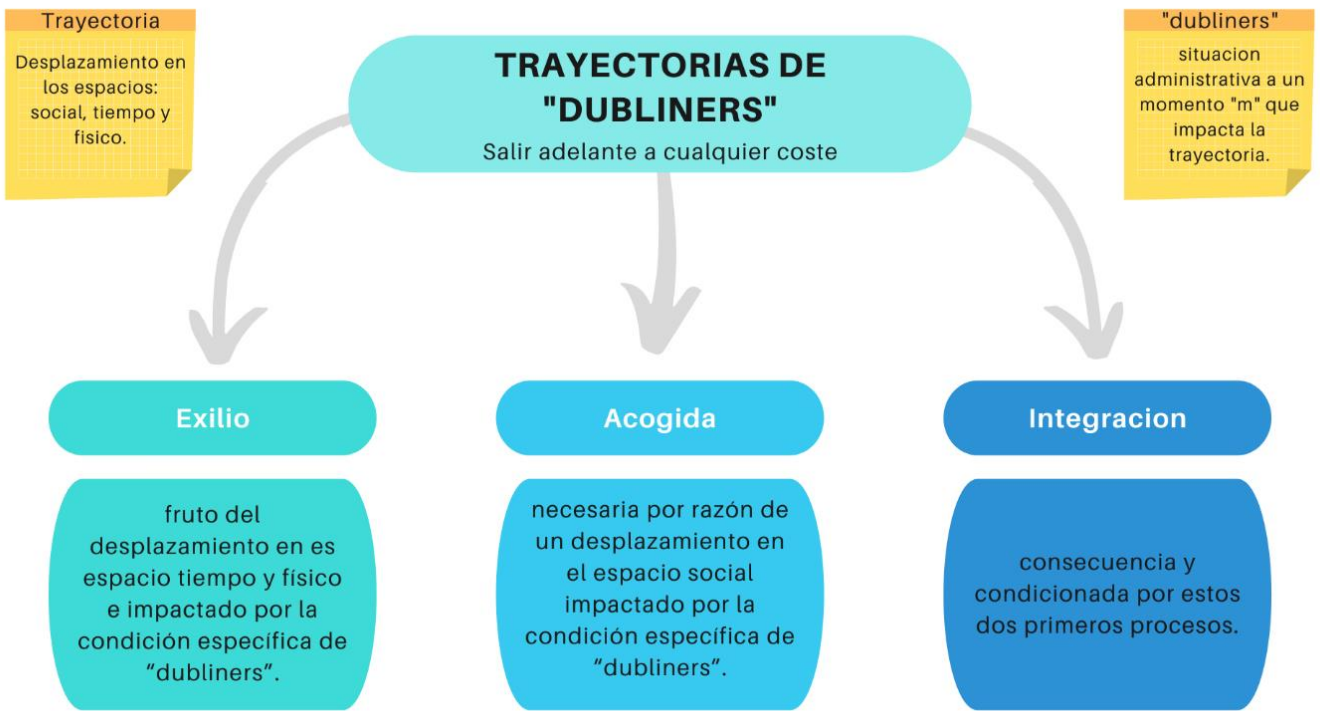 Trayectoria
Desplazamiento en
los espacios:
social, tiempo y
fisico.
TRAYECTORIAS DE
"DUBLINERS"
Salir adelante a cualquier coste
"dubliners"
situacion
administrativa a un
momento "m" que
impacta la
trayectoria.
Exilio
fruto del
desplazamiento en es
espacio tiempo y físico
e impactado por la
condición específica de
“dubliners”.
Acogida
necesaria por razón de
un desplazamiento en
el espacio social
impactado por la
condición específica de
“dubliners”.
Integracion
consecuencia y
condicionada por estos
dos primeros procesos.